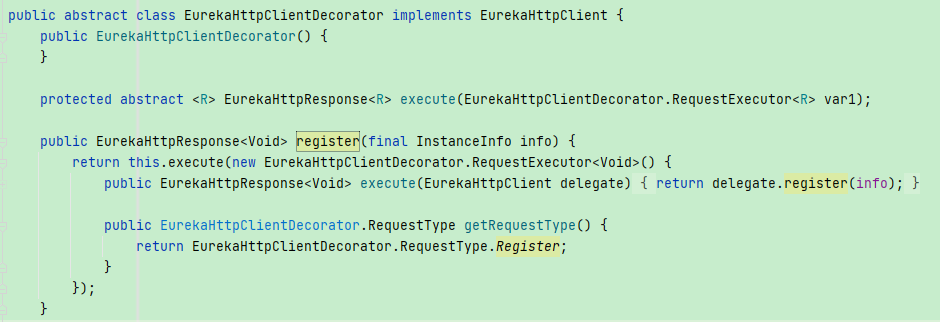 public abstract class EurekaHttpClientDecorator implements EurekaHttpClient {
    public EurekaHttpClientDecorator() {
    }

    protected abstract <R> EurekaHttpResponse<R> execute(EurekaHttpClientDecorator.RequestExecutor<R> var1);

    public EurekaHttpResponse<Void> register(final InstanceInfo info) {
        return this.execute(new EurekaHttpClientDecorator.RequestExecutor<Void>() {
            public EurekaHttpResponse<Void> execute(EurekaHttpClient delegate) { return delegate.register(info); }

            public EurekaHttpClientDecorator.RequestType getRequestType() {
                return EurekaHttpClientDecorator.RequestType.Register;
            }
        });
    }